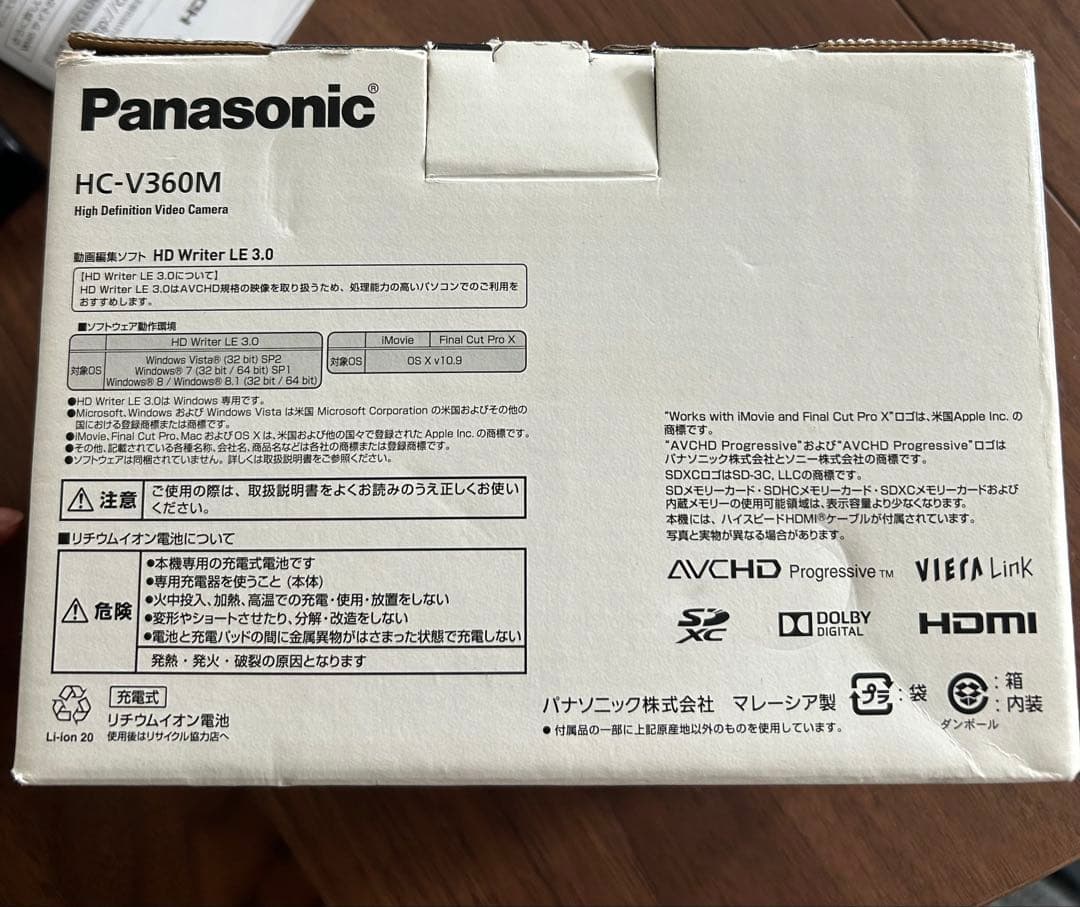 Panasonic®
HC-V360M
High Definition Video Camera
動画編集ソフト HD Writer LE 3.0
【HD Writer LE 3.0について】
HD Writer LE 3.0はAVCHD規格の映像を取り扱うため、処理能力の高いパソコンでのご利用を
おすすめします。
■ソフトウェア動作環境
HD Writer LE 3.0
対象OS
Windows Vista® (32 bit) SP2
Windows® 7 (32 bit / 64 bit) SP1
Windows® 8 / Windows® 8.1 (32 bit / 64 bit)
iMovie Final Cut Pro X
対象OS OS X v10.9
●HD Writer LE 3.0は Windows 専用です。
●Microsoft、Windows および Windows Vista は米国 Microsoft Corporation の米国およびその他の
国における登録商標または商標です。
●iMovie、Final Cut Pro、Mac および OS X は、米国および他の国々で登録された Apple Inc. の商標です。
●その他、記載されている各種名称、会社名、商品名などは各社の商標または登録商標です。
●ソフトウェアは同梱されていません。詳しくは取扱説明書をご参照ください。
注意 ご使用の際は、取扱説明書をよくお読みのうえ正しくお使い
ください。
■リチウムイオン電池について
危険
●本機専用の充電式電池です
●専用充電器を使うこと (本体)
●火中投入、加熱、高温での充電・使用・放置をしない
●変形やショートさせたり、分解・改造をしない
●電池と充電パッドの間に金属異物がはさまった状態で充電しない
発熱・発火・破裂の原因となります
Li-ion 20
充電式
リチウムイオン電池
使用後はリサイクル協力店へ
"Works with iMovie and Final Cut Pro X"ロゴは、米国Apple Inc. の
商標です。
"AVCHD Progressive"および"AVCHD Progressive"ロゴは
パナソニック株式会社とソニー株式会社の商標です。
SDXCロゴはSD-3C, LLCの商標です。
SDメモリーカード・SDHCメモリーカード・SDXCメモリーカードおよび
内蔵メモリーの使用可能領域は、表示容量より少なくなります。
本機には、ハイスピードHDMI®ケーブルが付属されています。
写真と実物が異なる場合があります。
AVCHD Progressive™ VIERA Link
SD XC DOLBY DIGITAL HDMI
パナソニック株式会社 マレーシア製
●付属品の一部に上記原産地以外のものを使用しています。
プラ :袋
:箱
:内装
ダンボール